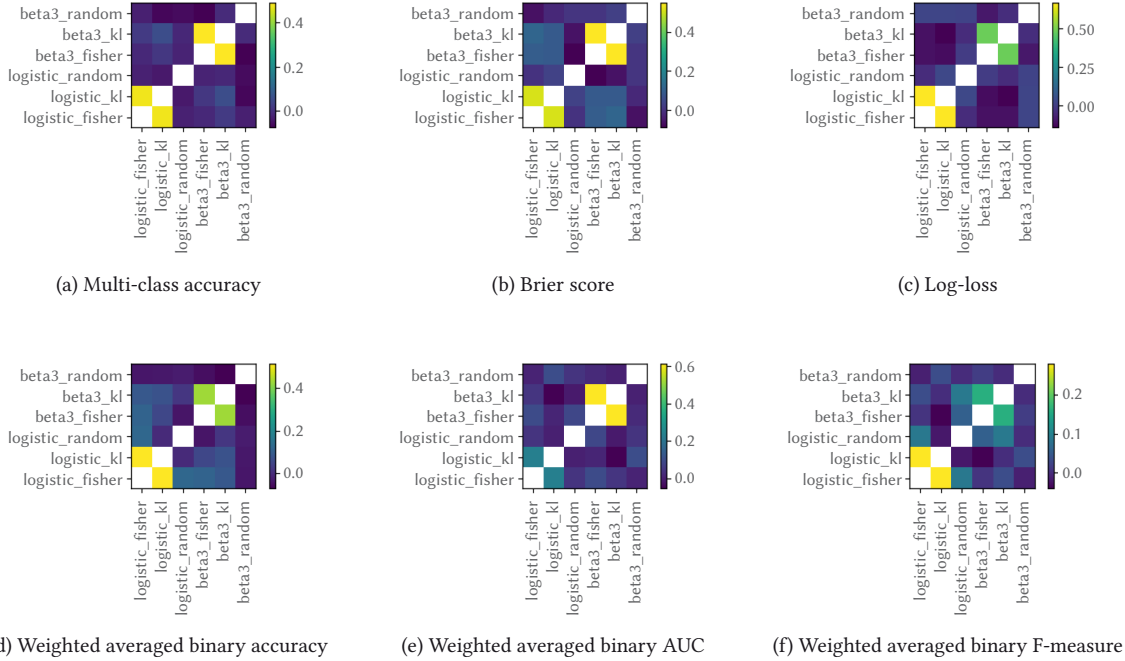 beta3_random
beta3_kl
beta3_fisher
logistic_random
logistic_kl
logistic_fisher
0.4
0.2
0.0
logistic_fisher
logistic_kl
logistic_random
beta3_fisher
beta3_kl
beta3_random
(a) Multi-class accuracy
beta3_random
beta3_kl
beta3_fisher
logistic_random
logistic_kl
logistic_fisher
0.4
0.2
0.0
logistic_fisher
logistic_kl
logistic_random
beta3_fisher
beta3_kl
beta3_random
(b) Brier score
beta3_random
beta3_kl
beta3_fisher
logistic_random
logistic_kl
logistic_fisher
0.50
0.25
0.00
logistic_fisher
logistic_kl
logistic_random
beta3_fisher
beta3_kl
beta3_random
(c) Log-loss
beta3_random
beta3_kl
beta3_fisher
logistic_random
logistic_kl
logistic_fisher
0.4
0.2
0.0
logistic_fisher
logistic_kl
logistic_random
beta3_fisher
beta3_kl
beta3_random
d) Weighted averaged binary accuracy
beta3_random
beta3_kl
beta3_fisher
logistic_random
logistic_kl
logistic_fisher
0.6
0.4
0.2
0.0
logistic_fisher
logistic_kl
logistic_random
beta3_fisher
beta3_kl
beta3_random
(e) Weighted averaged binary AUC
beta3_random
beta3_kl
beta3_fisher
logistic_random
logistic_kl
logistic_fisher
0.2
0.1
0.0
logistic_fisher
logistic_kl
logistic_random
beta3_fisher
beta3_kl
beta3_random
(f) Weighted averaged binary F-measure